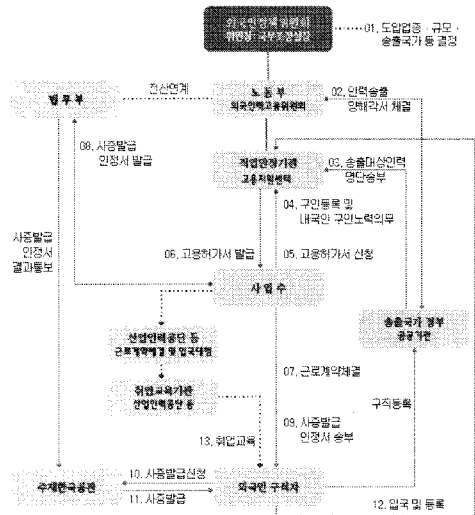 외국인력정책위원회
위원장 : 국무조정실장
01. 도입업종 · 규모 ·
송출국가 등 결정
법무부
전산연계
노동부
외국인력고용위원회
02. 인력송출
양해각서 체결
08. 사증발급
인정서 발급
직업안정기관
고용지원센터
03. 송출대상인력
명단송부
04. 구인등록 및
내국인 구인노력의무
사증발급
인정서
결과통보
06. 고용허가서 발급
05. 고용허가서 신청
사업주
산업인력공단 등
근로계약체결 및 입국대행
송출국가 정부
공공기관
07. 근로계약체결
취업교육기관
산업인력공단 등
구직등록
09. 사증발급
인정서 송부
13. 취업교육
10. 사증발급신청
주재한국공관
외국인 구직자
11. 사증발급
12. 입국 및 등록